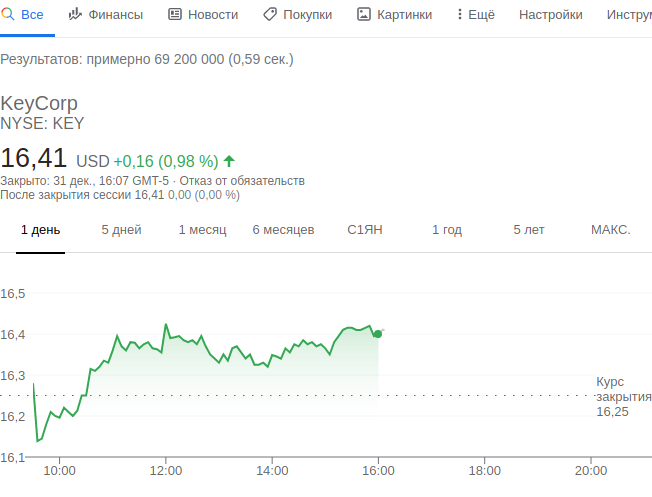 Все Финансы Новости Покупки Картинки Ещё Настройки
Результатов: примерно 69 200 000 (0,59 сек.)
KeyCorp
NYSE: KEY
16,41 USD +0,16 (0,98 %)
Закрыто: 31 дек., 16:07 GMT-5 · Отказ от обязательств
После закрытия сессии 16,41 0,00 (0,00 %)
1 день 5 дней 1 месяц 6 месяцев С1ЯН 1 год 5 лет МАКС.
16,5
16,4
16,3
Курс
закрытия
16,25
16,2
16,1
10:00 12:00 14:00 16:00 18:00 20:00